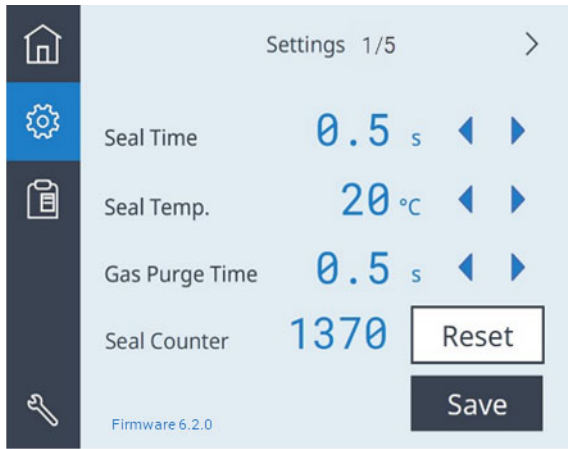 Settings 1/5
Seal Time 0.5 s
Seal Temp. 20 °C
Gas Purge Time 0.5 s
Seal Counter 1370 Reset
Save
Firmware 6.2.0